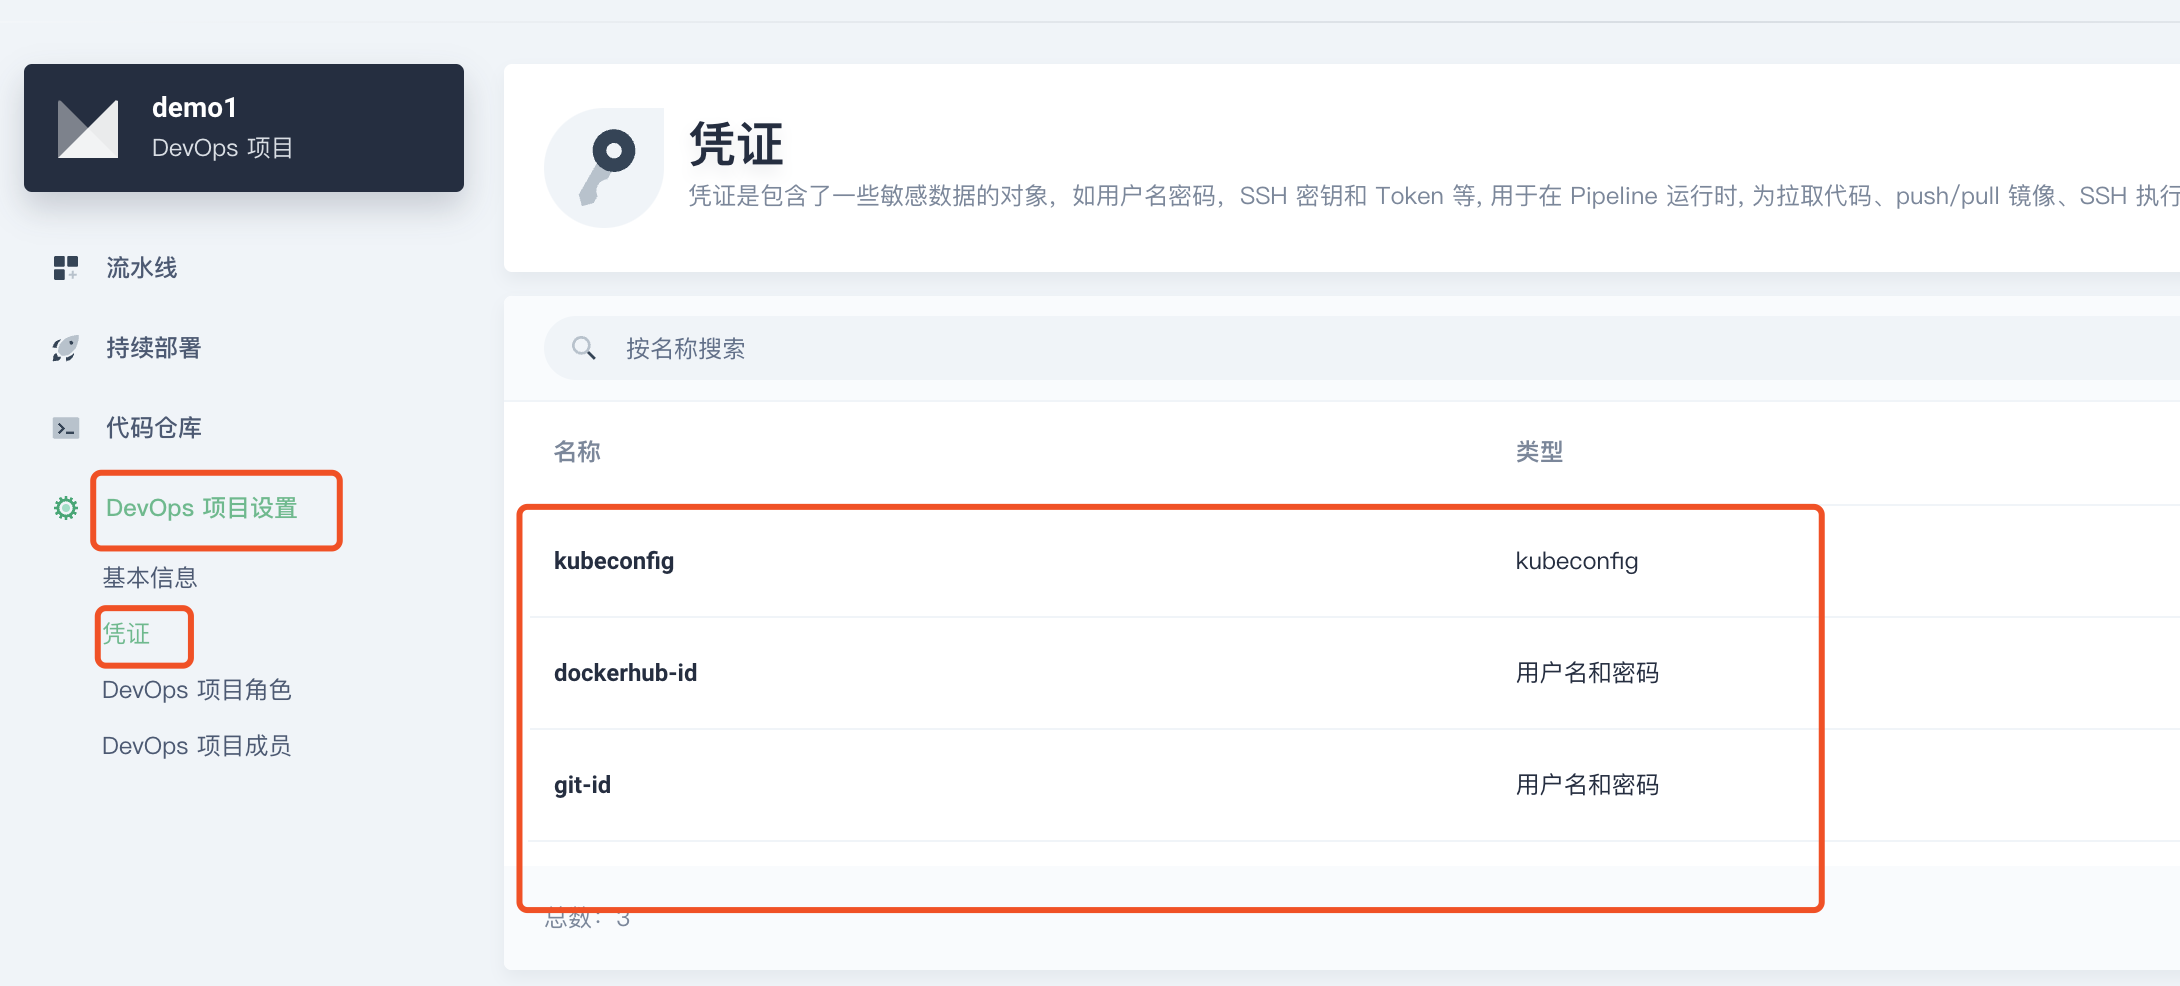 demo1
DevOps 项目
流水线
持续部署
代码仓库
DevOps 项目设置
基本信息
凭证
DevOps 项目角色
DevOps 项目成员
凭证
凭证是包含了一些敏感数据的对象，如用户名密码，SSH 密钥和 Token 等, 用于在 Pipeline 运行时, 为拉取代码、push/pull 镜像、SSH 执行
按名称搜索
名称 类型
kubeconfig kubeconfig
dockerhub-id 用户名和密码
git-id 用户名和密码
总数：3